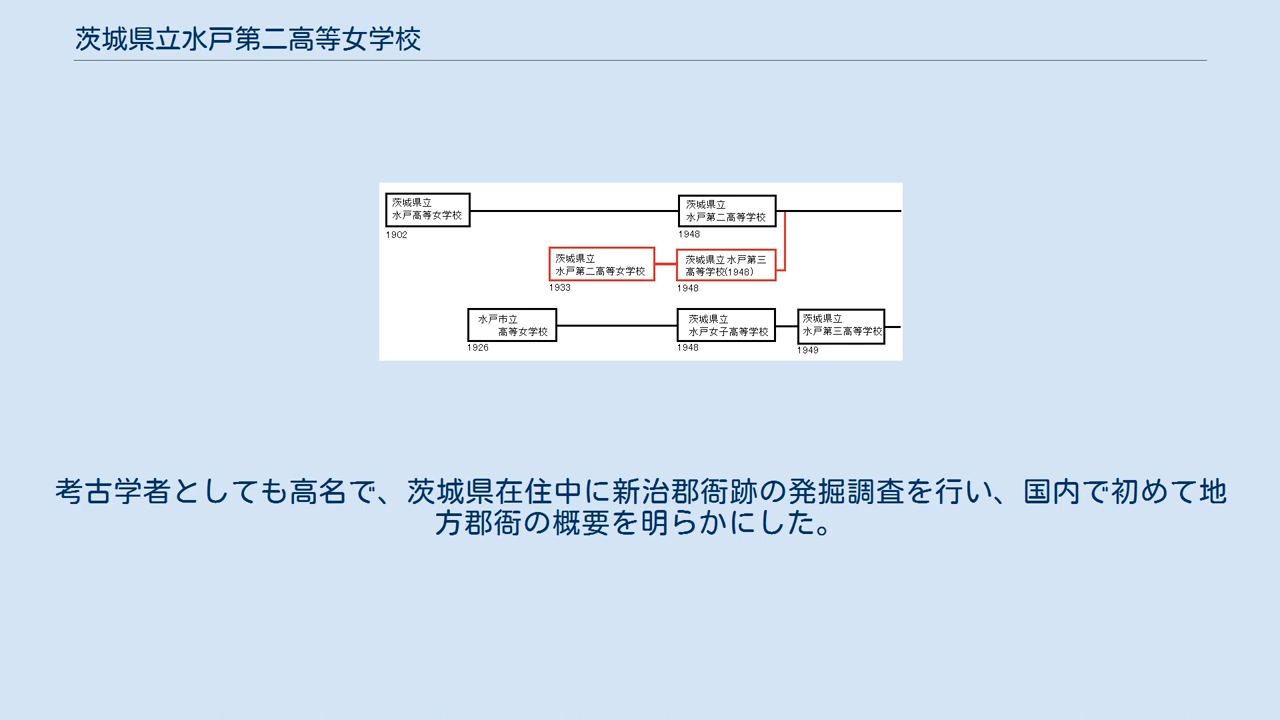 茨城県立水戸第二高等女学校
茨城県立
水戸高等女学校
1902
茨城県立
水戸第二高等学校
1948
茨城県立
水戸第二高等女学校
1933
茨城県立 水戸第三
高等学校(1948)
1948
水戸市立
高等女学校
1926
茨城県立
水戸女子高等学校
1948
茨城県立
水戸第三高等学校
1949
考古学者としても高名で、茨城県在住中に新治郡衙跡の発掘調査を行い、国内で初めて地
方郡衙の概要を明らかにした。